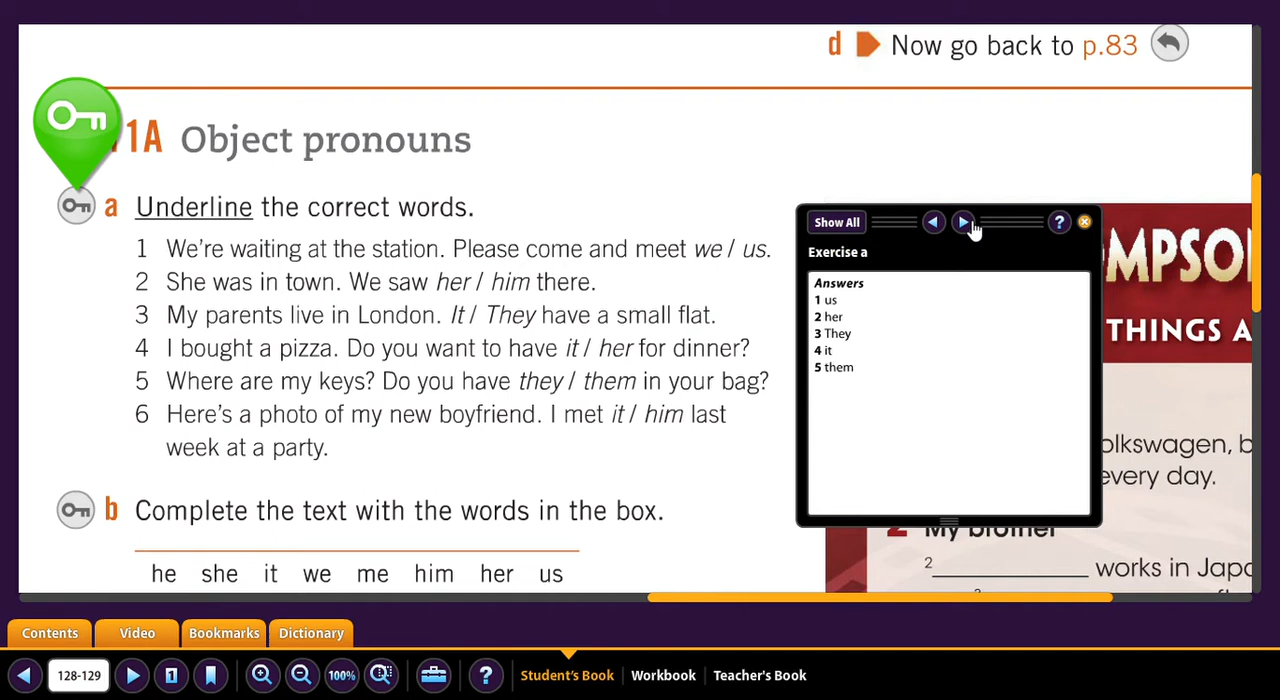 d Now go back to p.83
1A Object pronouns
a Underline the correct words.
1 We're waiting at the station. Please come and meet we / us.
2 She was in town. We saw her / him there.
3 My parents live in London. It / They have a small flat.
4 I bought a pizza. Do you want to have it / her for dinner?
5 Where are my keys? Do you have they / them in your bag?
6 Here's a photo of my new boyfriend. I met it / him last
week at a party.
b Complete the text with the words in the box.
he she it we me him her us
Show All
?
Exercise a
Answers
1 us
2 her
3 They
4 it
5 them
MPSO
THINGS A
olkswagen, b
every day.
2 My brother
2 works in Japa
Contents Video Bookmarks Dictionary
128-129 1 100% ? Student's Book Workbook Teacher's Book